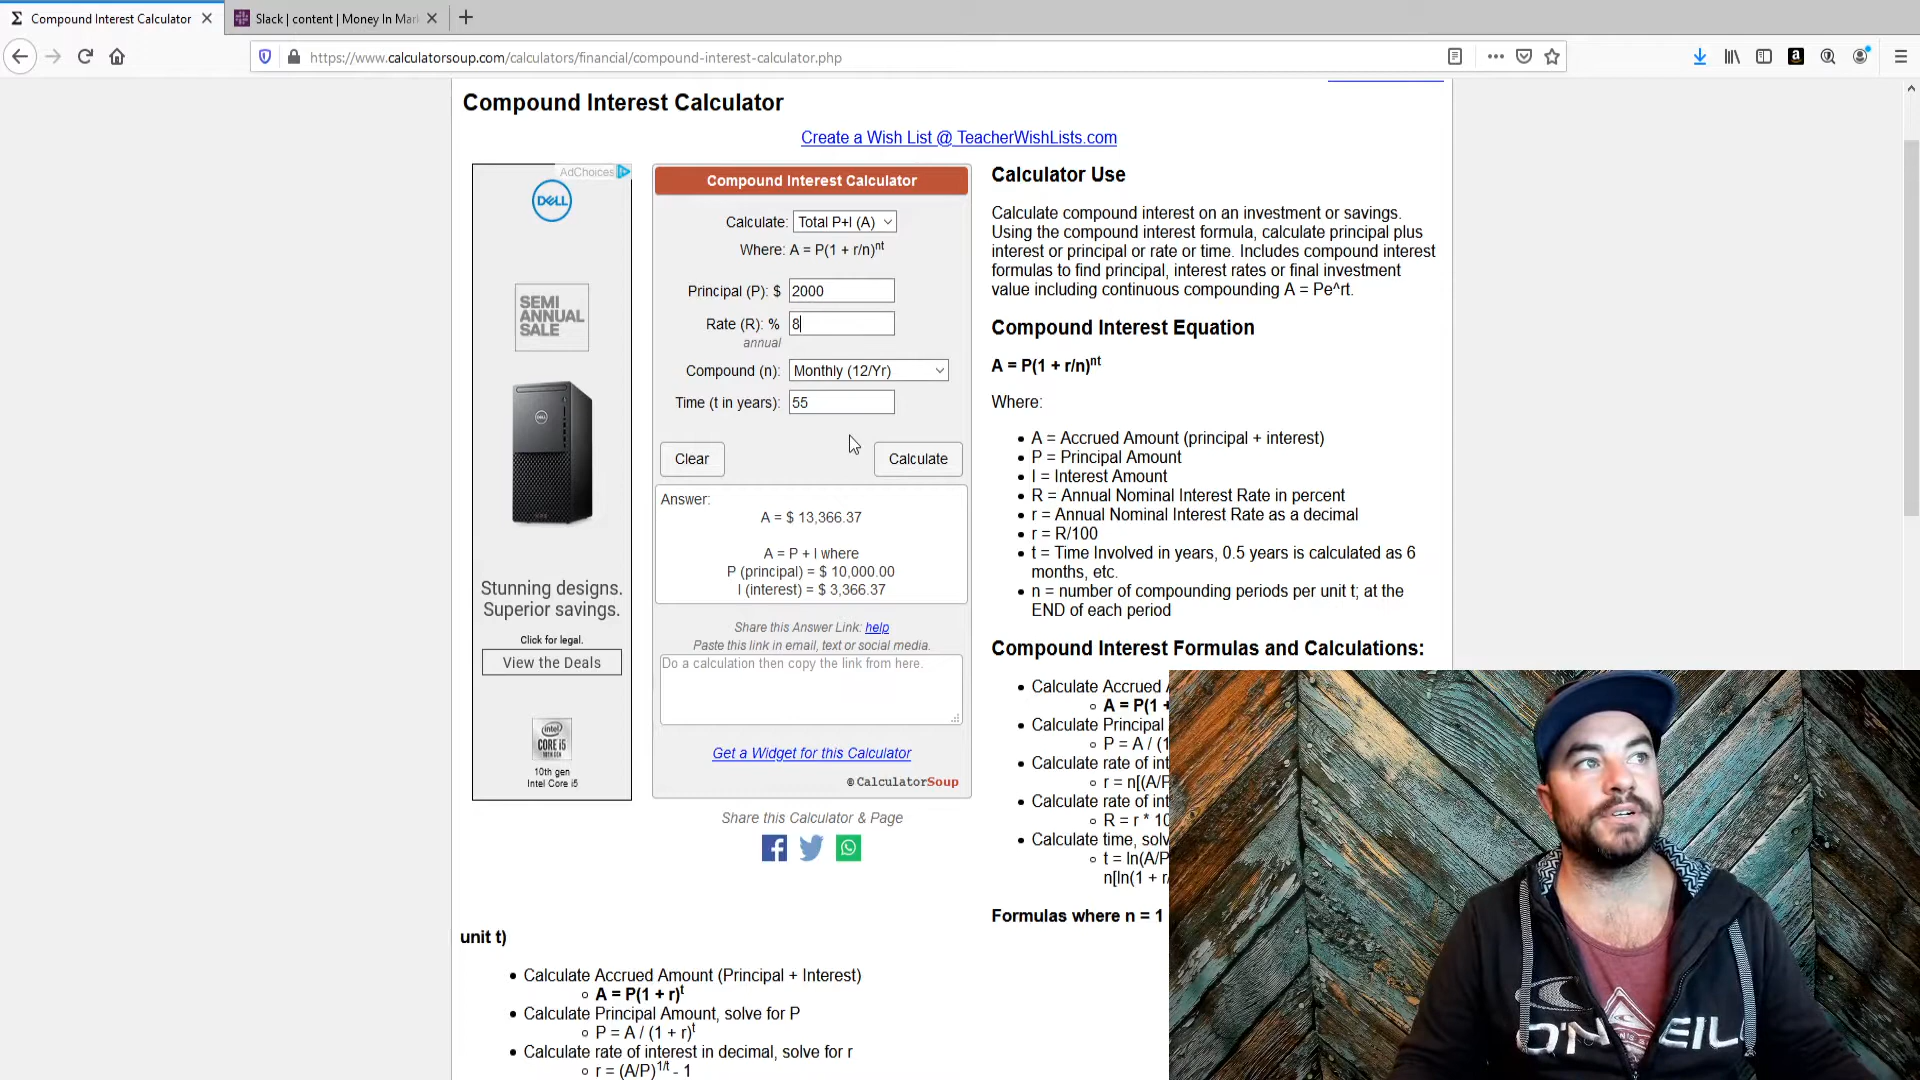 Compound Interest Calculator
Slack | content | Money In Mar
https://www.calculatorsoup.com/calculators/financial/compound-interest-calculator.php
Compound Interest Calculator
Create a Wish List @ TeacherWishLists.com
AdChoices
DELL
SEMI
ANNUAL
SALE
DELL
Stunning designs.
Superior savings.
Click for legal.
View the Deals
intel
CORE i5
10th gen
Intel Core i5
Compound Interest Calculator
Calculate: Total P+I (A)
Where: A = P(1 + r/n)nt
Principal (P): $ 2000
Rate (R): % 8
annual
Compound (n): Monthly (12/Yr)
Time (t in years): 55
Clear
Calculate
Answer:
A = $ 13,366.37
A = P + I where
P (principal) = $ 10,000.00
I (interest) = $ 3,366.37
Share this Answer Link: help
Paste this link in email, text or social media.
Do a calculation then copy the link from here.
Get a Widget for this Calculator
© CalculatorSoup
Share this Calculator & Page
Calculator Use
Calculate compound interest on an investment or savings.
Using the compound interest formula, calculate principal plus
interest or principal or rate or time. Includes compound interest
formulas to find principal, interest rates or final investment
value including continuous compounding A = Pe^rt.
Compound Interest Equation
A = P(1 + r/n)nt
Where:
A = Accrued Amount (principal + interest)
P = Principal Amount
I = Interest Amount
R = Annual Nominal Interest Rate in percent
r = Annual Nominal Interest Rate as a decimal
r = R/100
t = Time Involved in years, 0.5 years is calculated as 6
months, etc.
n = number of compounding periods per unit t; at the
END of each period
Compound Interest Formulas and Calculations:
Calculate Accrued A
A = P(1 +
Calculate Principal
P = A / (1
Calculate rate of int
r = n[(A/P
Calculate rate of int
R = r * 10
Calculate time, solv
t = ln(A/P
n[ln(1 + r/
Formulas where n = 1
unit t)
Calculate Accrued Amount (Principal + Interest)
A = P(1 + r)t
Calculate Principal Amount, solve for P
P = A / (1 + r)t
Calculate rate of interest in decimal, solve for r
r = (A/P)1/t - 1
O'NEILL